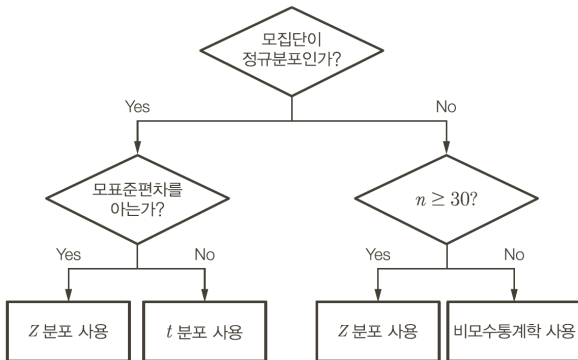 모집단이
정규분포인가?
Yes
No
모표준편차를
아는가?
n ≥ 30?
Yes
No
Yes
No
Z 분포 사용
t 분포 사용
Z 분포 사용
비모수통계학 사용